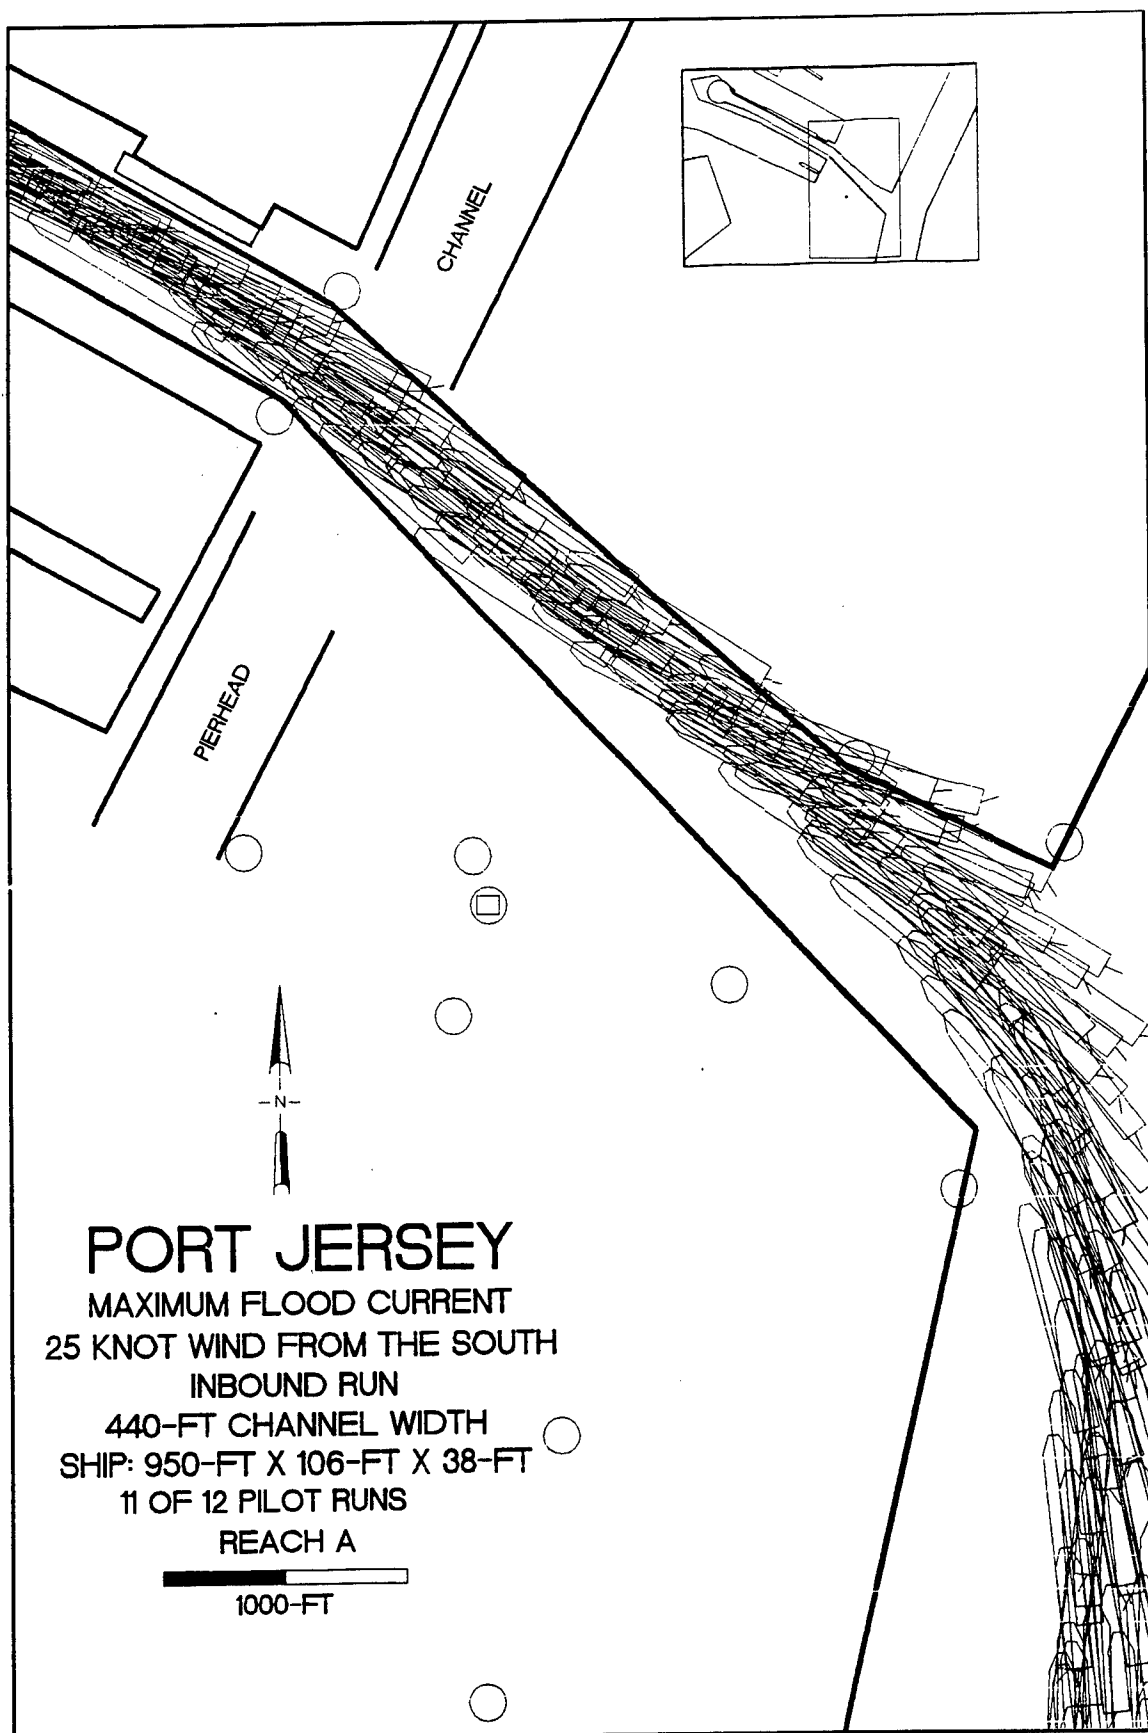 CHANNEL
PIERHEAD
-N-
PORT JERSEY
MAXIMUM FLOOD CURRENT
25 KNOT WIND FROM THE SOUTH
INBOUND RUN
440-FT CHANNEL WIDTH
SHIP: 950-FT X 106-FT X 38-FT
11 OF 12 PILOT RUNS
REACH A
1000-FT